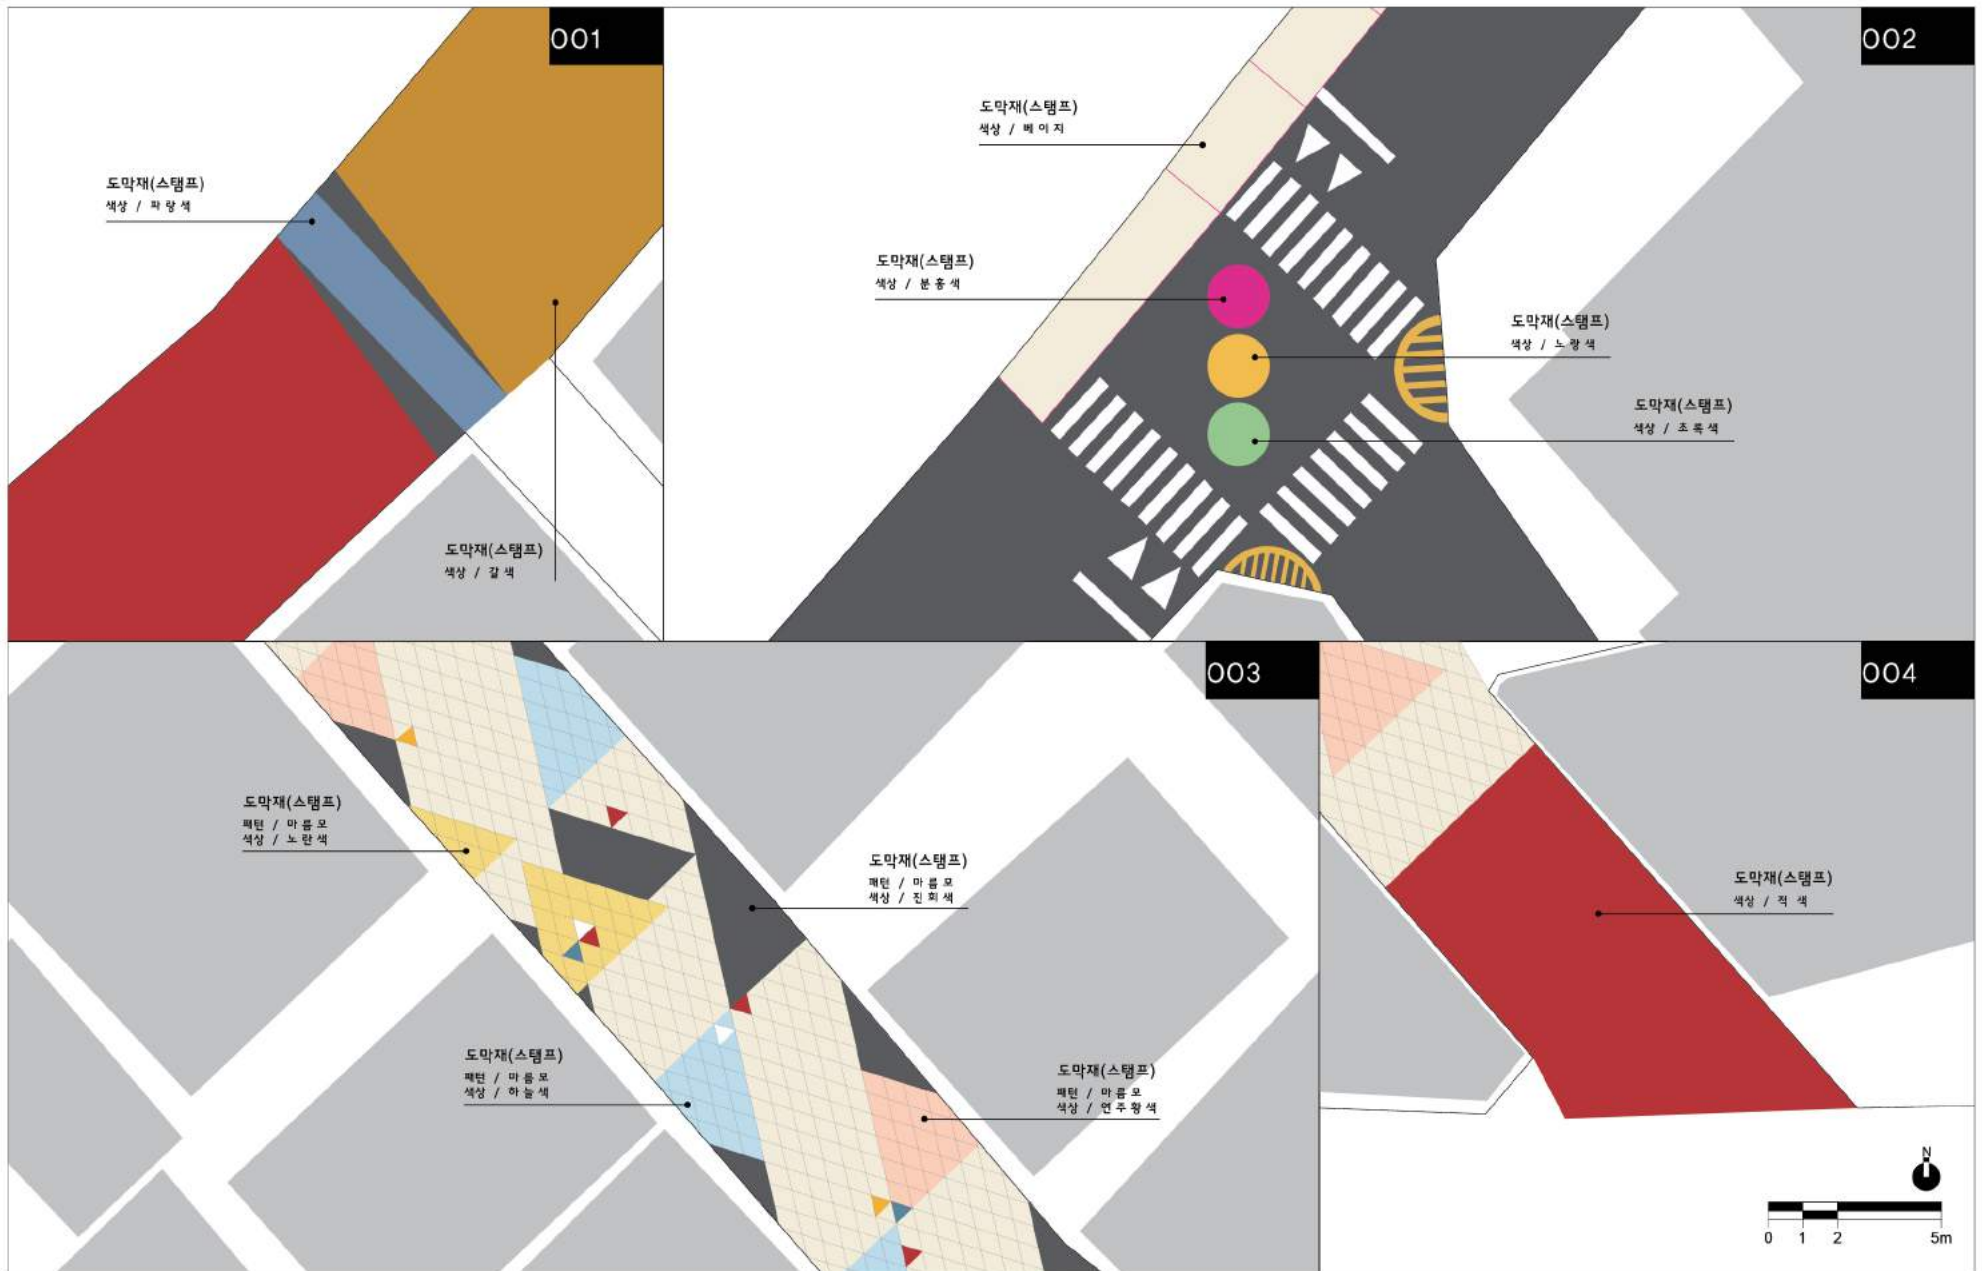 001
도막재(스탬프)
색상 / 파랑색
도막재(스탬프)
색상 / 갈색
002
도막재(스탬프)
색상 / 베이지
도막재(스탬프)
색상 / 분홍색
도막재(스탬프)
색상 / 노랑색
도막재(스탬프)
색상 / 초록색
003
도막재(스탬프)
패턴 / 마름모
색상 / 노란색
도막재(스탬프)
패턴 / 마름모
색상 / 진회색
도막재(스탬프)
패턴 / 마름모
색상 / 하늘색
도막재(스탬프)
패턴 / 마름모
색상 / 연주황색
004
도막재(스탬프)
색상 / 적색
N
0 1 2 5m